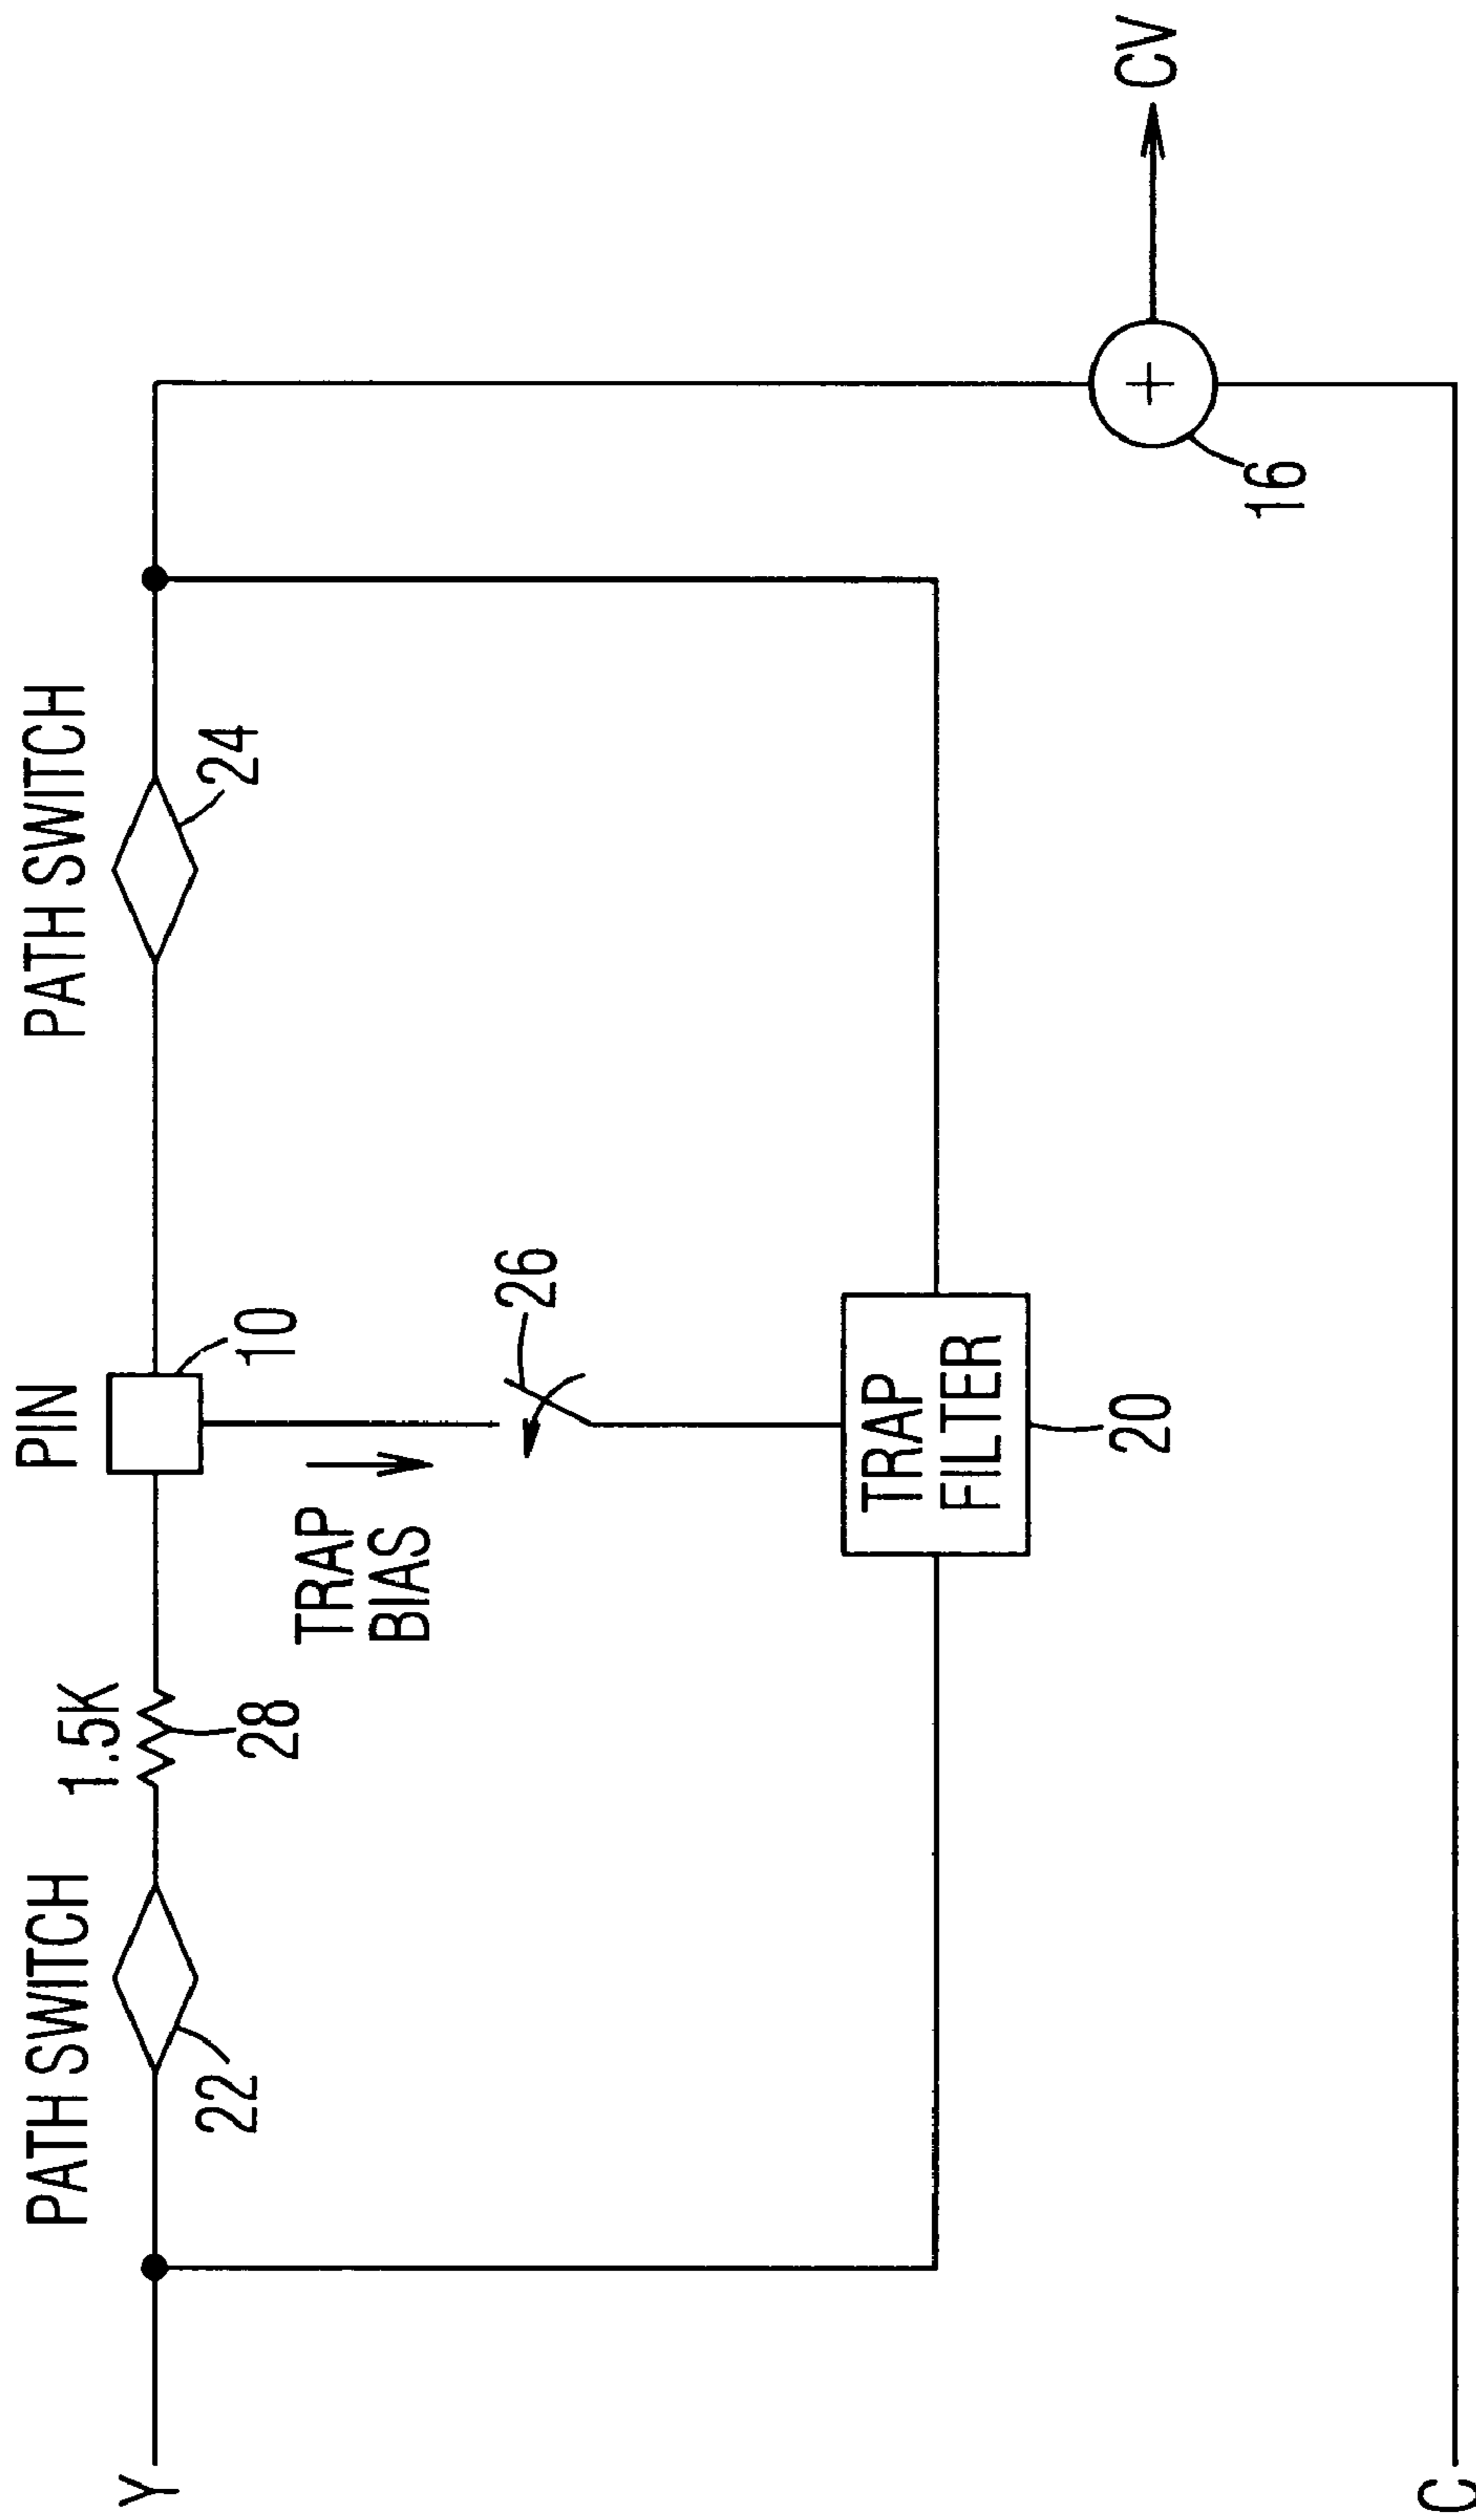 PATH SWITCH
1.5K
PIN
PATH SWITCH
Y
22
28
10
24
TRAP
BIAS
26
TRAP
FILTER
20
16
CV
C